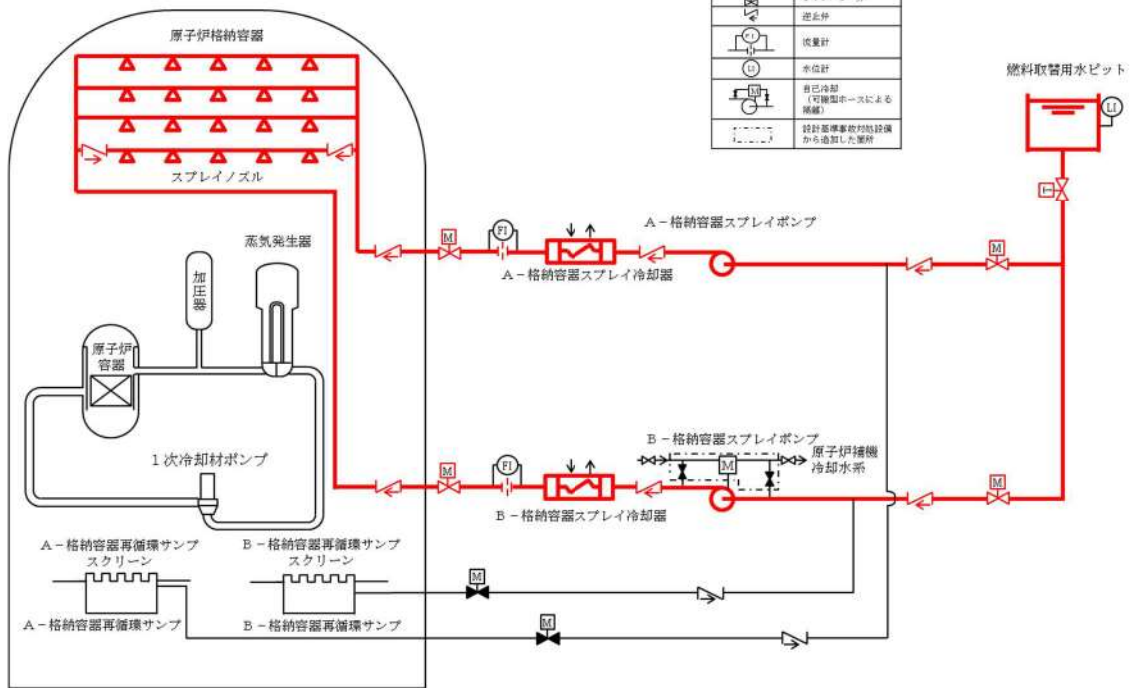 原子炉格納容器
スプレイノズル
蒸気発生器
加圧器
原子炉
容器
1次冷却材ポンプ
A-格納容器再循環サンプ
スクリーン
A-格納容器再循環サンプ
B-格納容器再循環サンプ
スクリーン
B-格納容器再循環サンプ
逆止弁
FI
流量計
LI
水位計
M
自己冷却
(可搬型ホースによる
隔離)
設計基準事故対処設備
から追加した箇所
燃料取替用水ピット
LI
M
FI
A-格納容器スプレイポンプ
A-格納容器スプレイ冷却器
M
M
FI
B-格納容器スプレイポンプ
M
原子炉補機
冷却水系
B-格納容器スプレイ冷却器
M
M
M